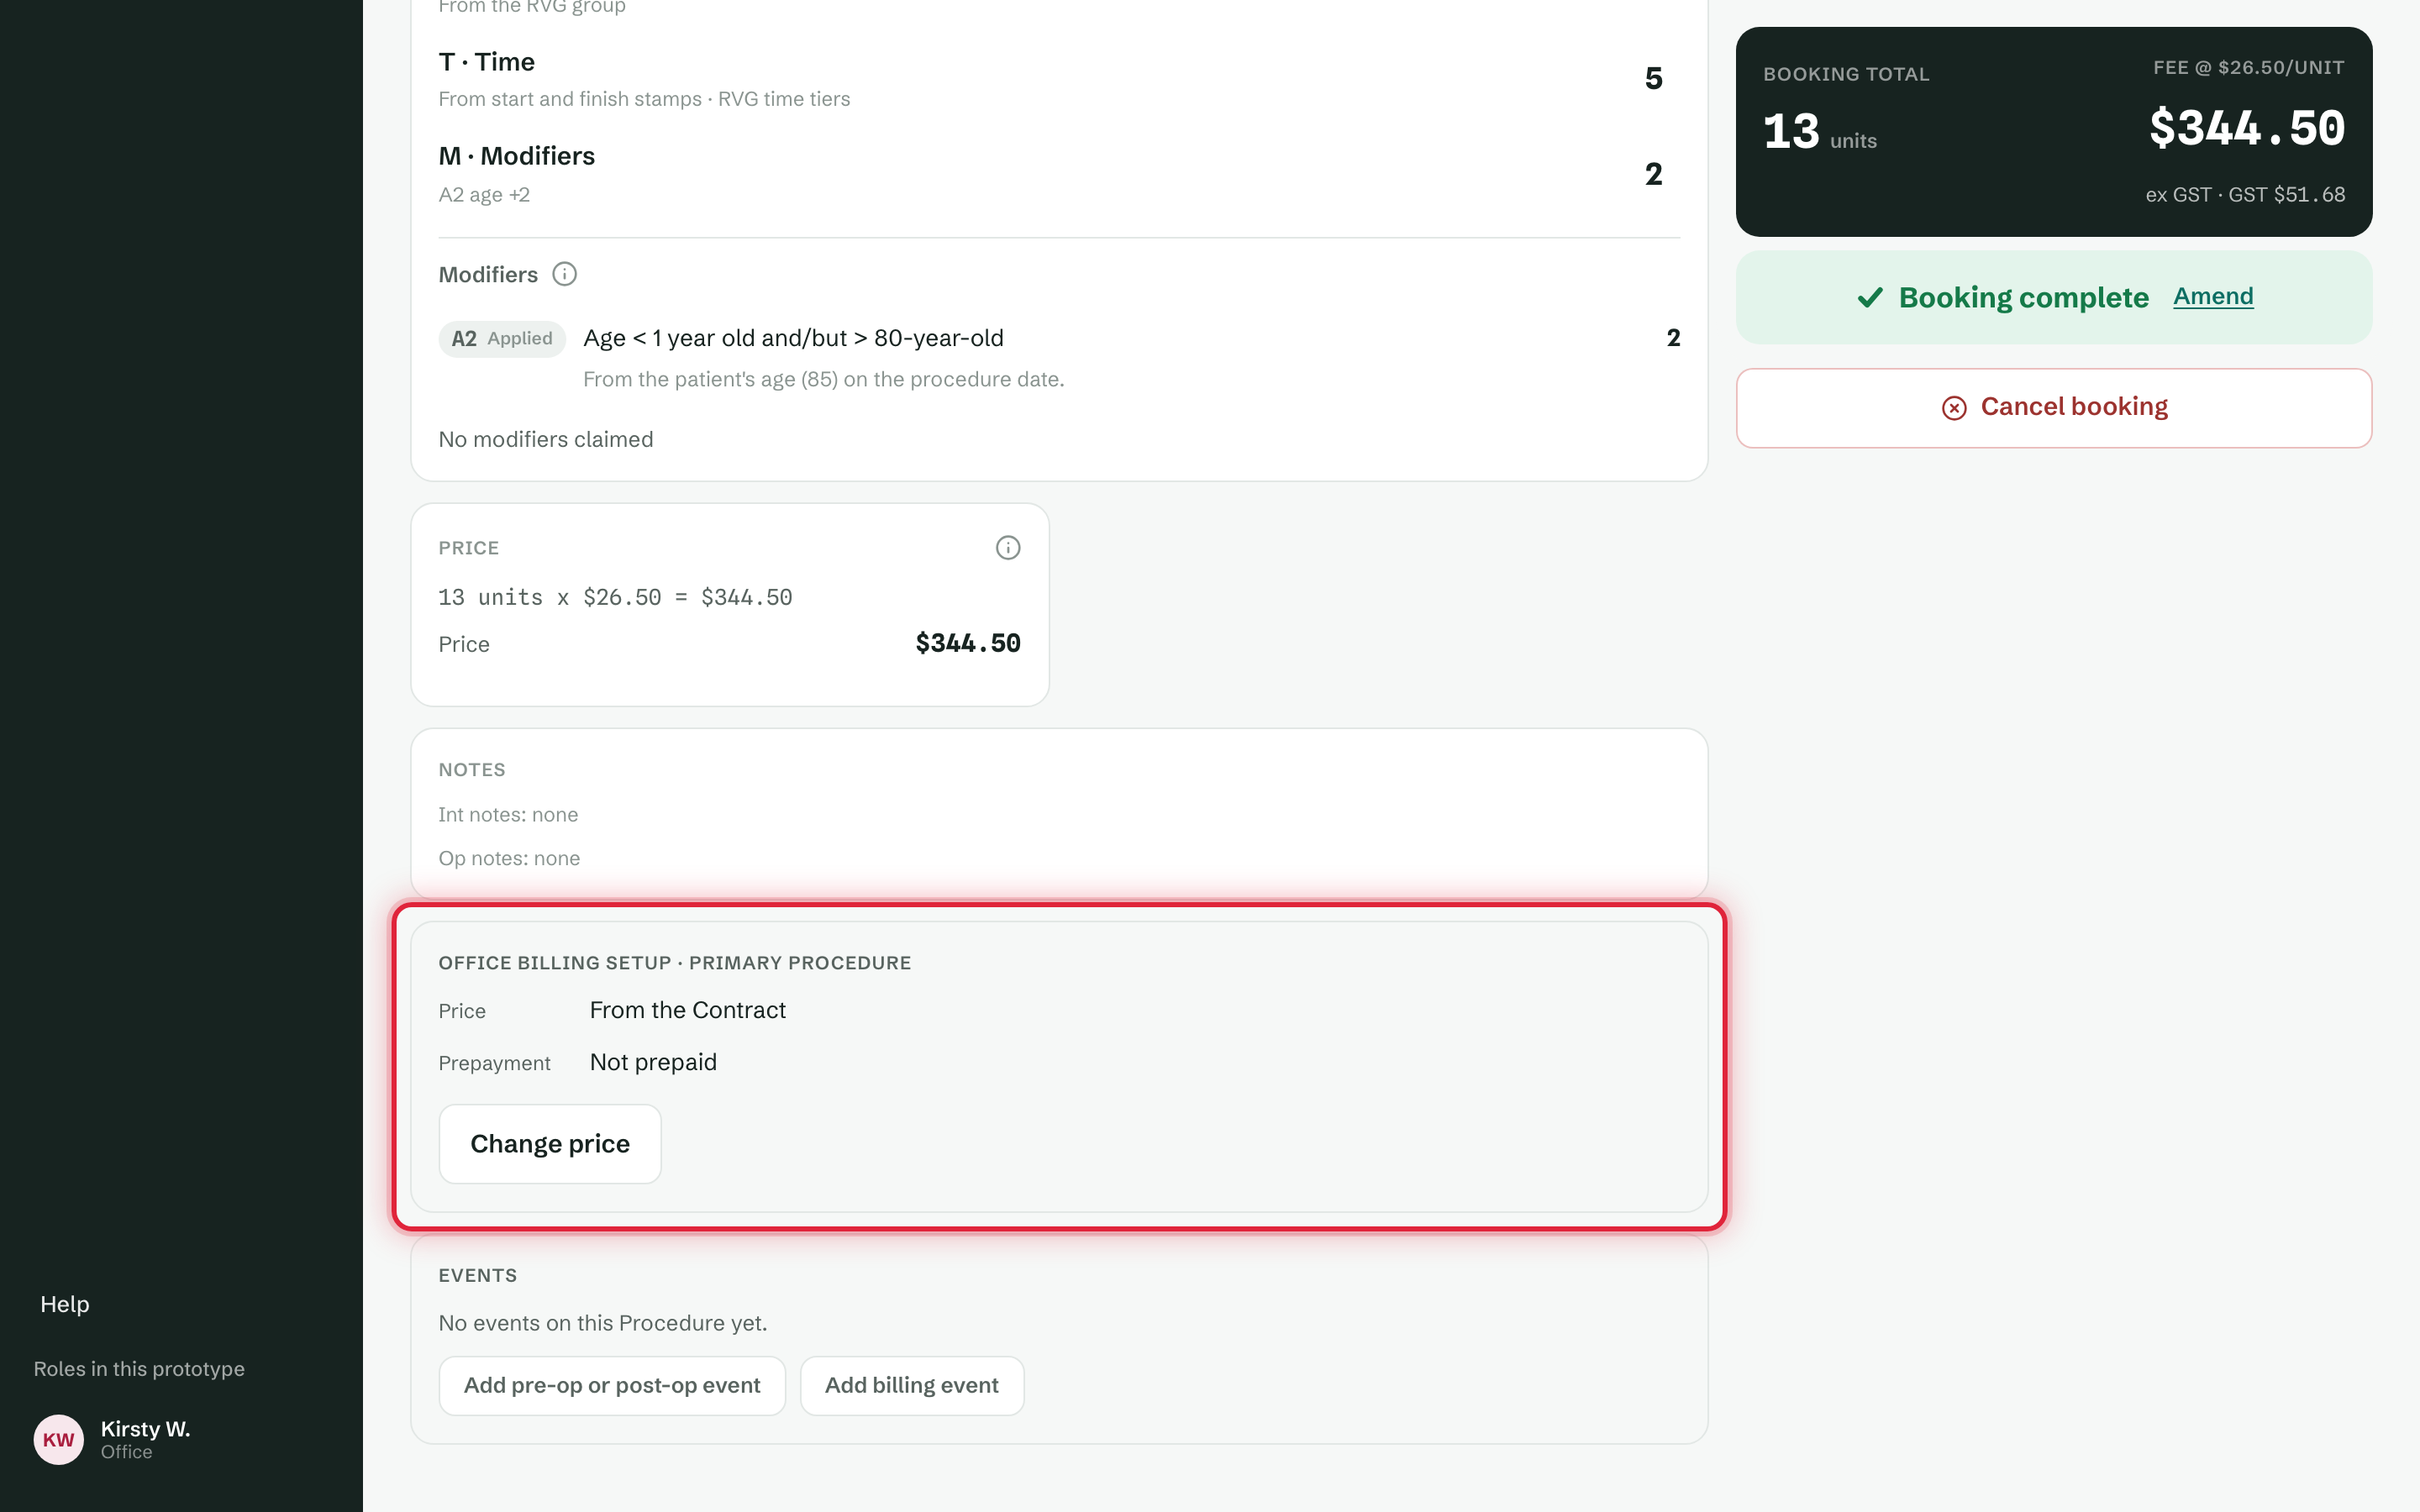 From the RVG group
T · Time
From start and finish stamps · RVG time tiers
5
M · Modifiers
A2 age +2
2
Modifiers
A2 Applied
Age < 1 year old and/but > 80-year-old
2
From the patient's age (85) on the procedure date.
No modifiers claimed
PRICE
13 units x $26.50 = $344.50
Price
$344.50
NOTES
Int notes: none
Op notes: none
OFFICE BILLING SETUP · PRIMARY PROCEDURE
Price
From the Contract
Prepayment
Not prepaid
Change price
EVENTS
No events on this Procedure yet.
Add pre-op or post-op event
Add billing event
BOOKING TOTAL
FEE @ $26.50/UNIT
13 units
$344.50
ex GST · GST $51.68
Booking complete
Amend
Cancel booking
Help
Roles in this prototype
KW
Kirsty W.
Office